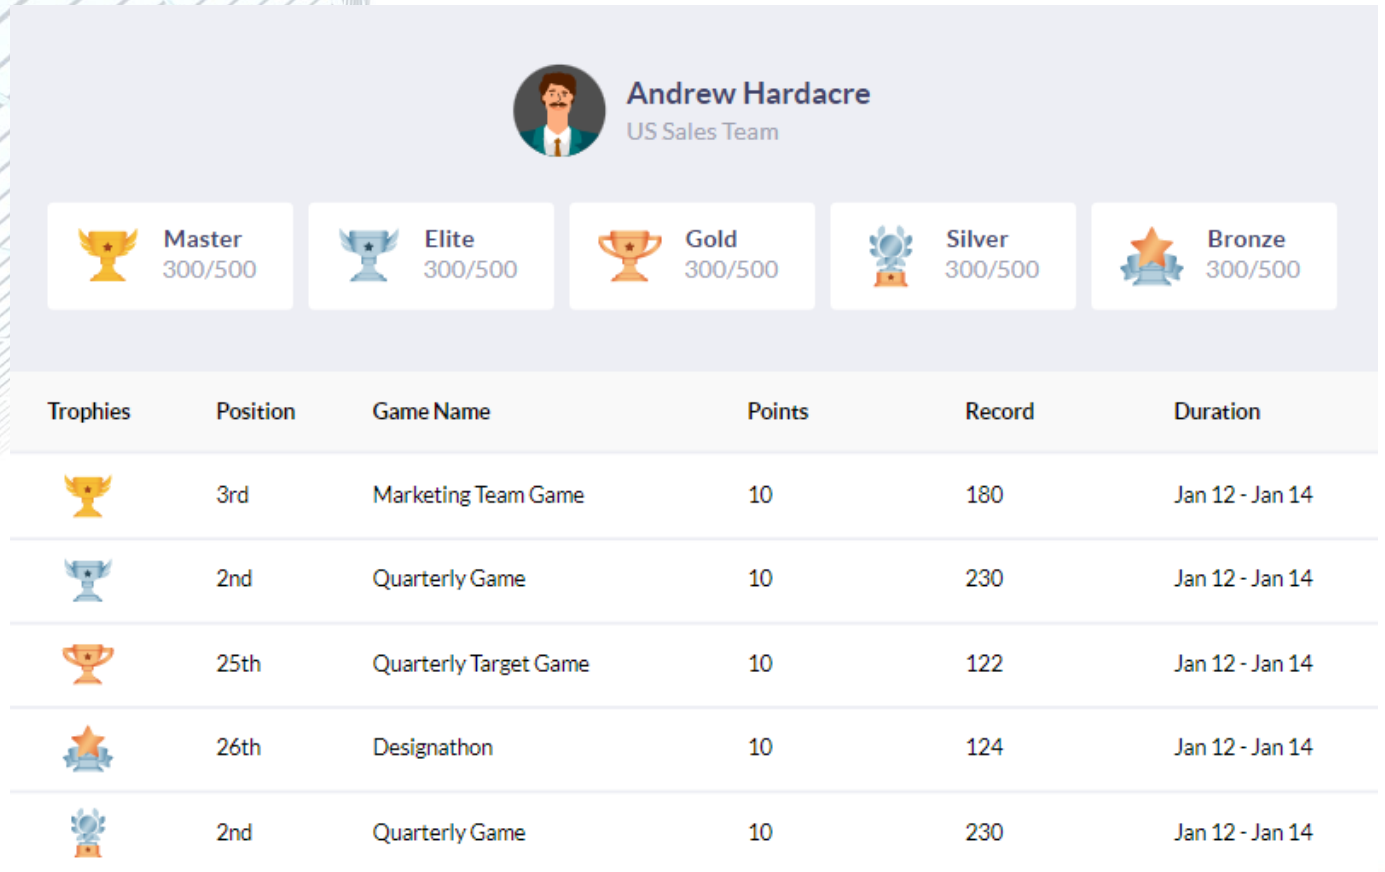 Andrew Hardacre
US Sales Team
Master
300/500
Elite
300/500
Gold
300/500
Silver
300/500
Bronze
300/500
Trophies Position Game Name Points Record Duration
3rd Marketing Team Game 10 180 Jan 12 - Jan 14
2nd Quarterly Game 10 230 Jan 12 - Jan 14
25th Quarterly Target Game 10 122 Jan 12 - Jan 14
26th Designathon 10 124 Jan 12 - Jan 14
2nd Quarterly Game 10 230 Jan 12 - Jan 14